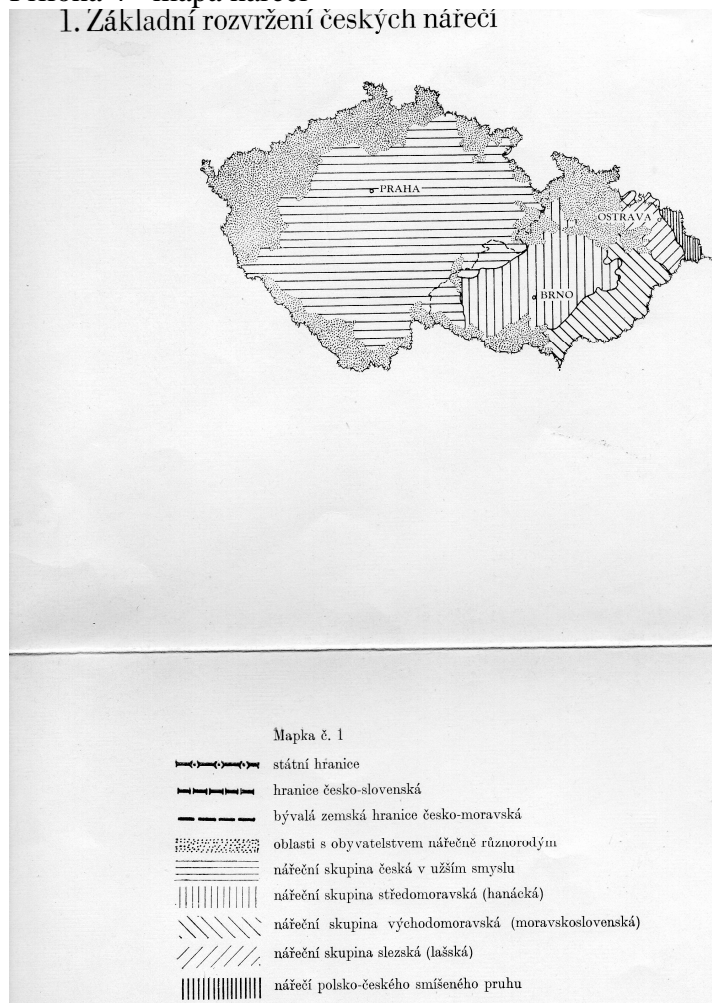 1. Základní rozvržení českých nářečí
PRAHA
OSTRAVA
BRNO
Mapka č. 1
státní hranice
hranice česko-slovenská
bývalá zemská hranice česko-moravská
oblasti s obyvatelstvem nářečně různorodým
nářeční skupina česká v užším smyslu
nářeční skupina středomoravská (hanácká)
nářeční skupina východomoravská (moravskoslovenská)
nářeční skupina slezská (lašská)
nářečí polsko-českého smíšeného pruhu